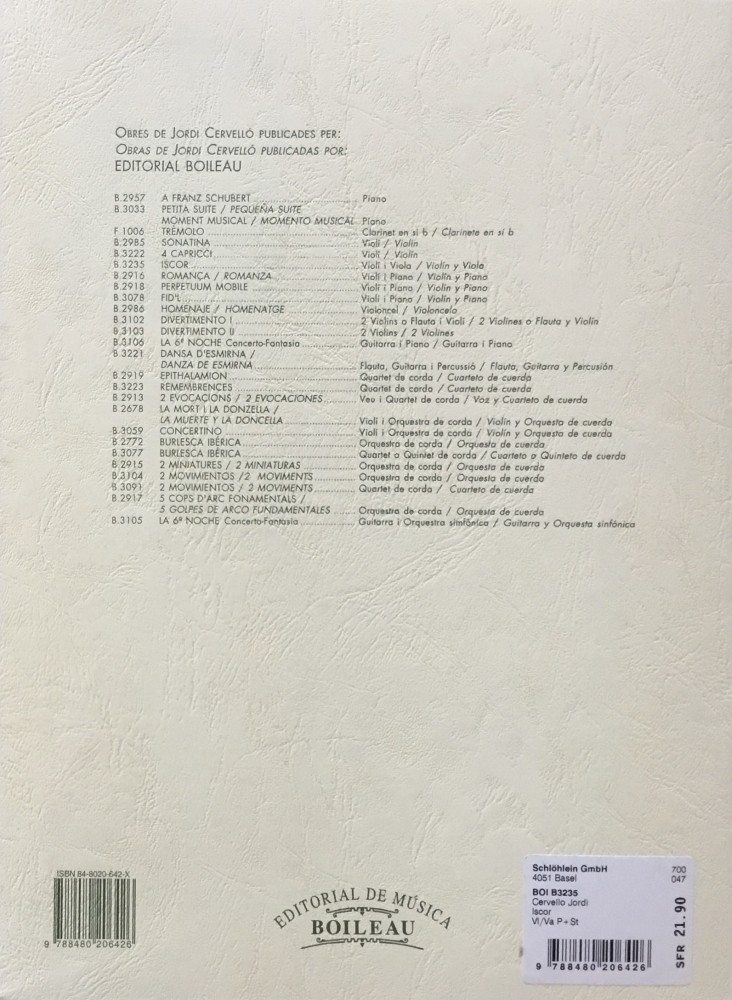 OBRES DE JORDI CERVELLÓ PUBLICADES PER:
OBRAS DE JORDI CERVELLÓ PUBLICADAS POR:
EDITORIAL BOILEAU
B.2957 A FRANZ SCHUBERT Piano
B.3033 PETITA SUITE / PEQUEÑA SUITE
MOMENT MUSICAL / MOMENTO MUSICAL Piano
F 1006 TRÉMOLO Clarinet en si b / Clarinete en si b
B.2985 SONATINA Violí / Violín
B.3222 4 CAPRICCI Violí / Violín
B.3235 ISCOR Violí i Viola / Violín y Viola
B.2916 ROMANÇA / ROMANZA Violí i Piano / Violín y Piano
B.2918 PERPETUUM MOBILE Violí i Piano / Violín y Piano
B.3078 FID'L Violí i Piano / Violín y Piano
B.2986 HOMENAJE / HOMENATGE Violoncel / Violoncelo
B.3102 DIVERTIMENTO I 2 Violins o Flauta i Violí / 2 Violines o Flauta y Violín
B.3103 DIVERTIMENTO II 2 Violins / 2 Violines
B.3106 LA 6ª NOCHE Concerto-Fantasía Guitarra i Piano / Guitarra i Piano
B.3221 DANSA D'ESMIRNA /
DANZA DE ESMIRNA Flauta, Guitarra i Percussió / Flauta, Guitarra y Percusión
B.2919 EPITHALAMION Quartet de corda / Cuarteto de cuerda
B.3223 REMEMBRENCES Quartet de corda / Cuarteto de cuerda
B.2913 2 EVOCACIONS / 2 EVOCACIONES Veu i Quartet de corda / Voz y Cuarteto de cuerda
B.2678 LA MORT I LA DONZELLA /
LA MUERTE Y LA DONCELLA Violí i Orquestra de corda / Violín y Orquesta de cuerda
B.3059 CONCERTINO Violí i Orquestra de corda / Violín y Orquesta de cuerda
B.2772 BURLESCA IBÉRICA Orquestra de corda / Orquesta de cuerda
B.3077 BURLESCA IBÉRICA Quartet o Quintet de corda / Cuarteto o Quinteto de cuerda
B.2915 2 MINIATURES / 2 MINIATURAS Orquestra de corda / Orquesta de cuerda
B.3104 2 MOVIMIENTOS / 2 MOVIMENTS Orquestra de corda / Orquesta de cuerda
B.3091 2 MOVIMIENTOS / 2 MOVIMENTS Quartet de corda / Cuarteto de cuerda
B.2917 5 COPS D'ARC FONAMENTALS /
5 GOLPES DE ARCO FUNDAMENTALES Orquestra de corda / Orquesta de cuerda
B.3105 LA 6ª NOCHE Concerto-Fantasía Guitarra i Orquestra simfònica / Guitarra y Orquesta sinfónica
ISBN 84-8020-642-X
9 788480 206426
EDITORIAL DE MÚSICA
BOILEAU
Schlöhlein GmbH 700
4051 Basel 047
BOI B3235
Cervello Jordi
Iscor
Vl/Va P+St
9 788480 206426
SFR 21.90